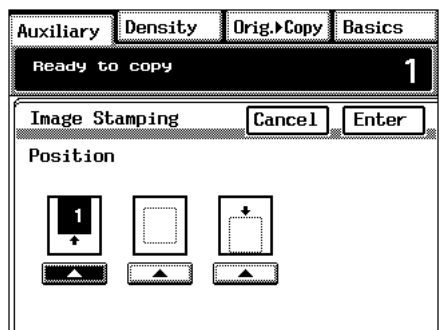 Auxiliary Density Orig.▶Copy Basics
Ready to copy 1
Image Stamping Cancel Enter
Position
1